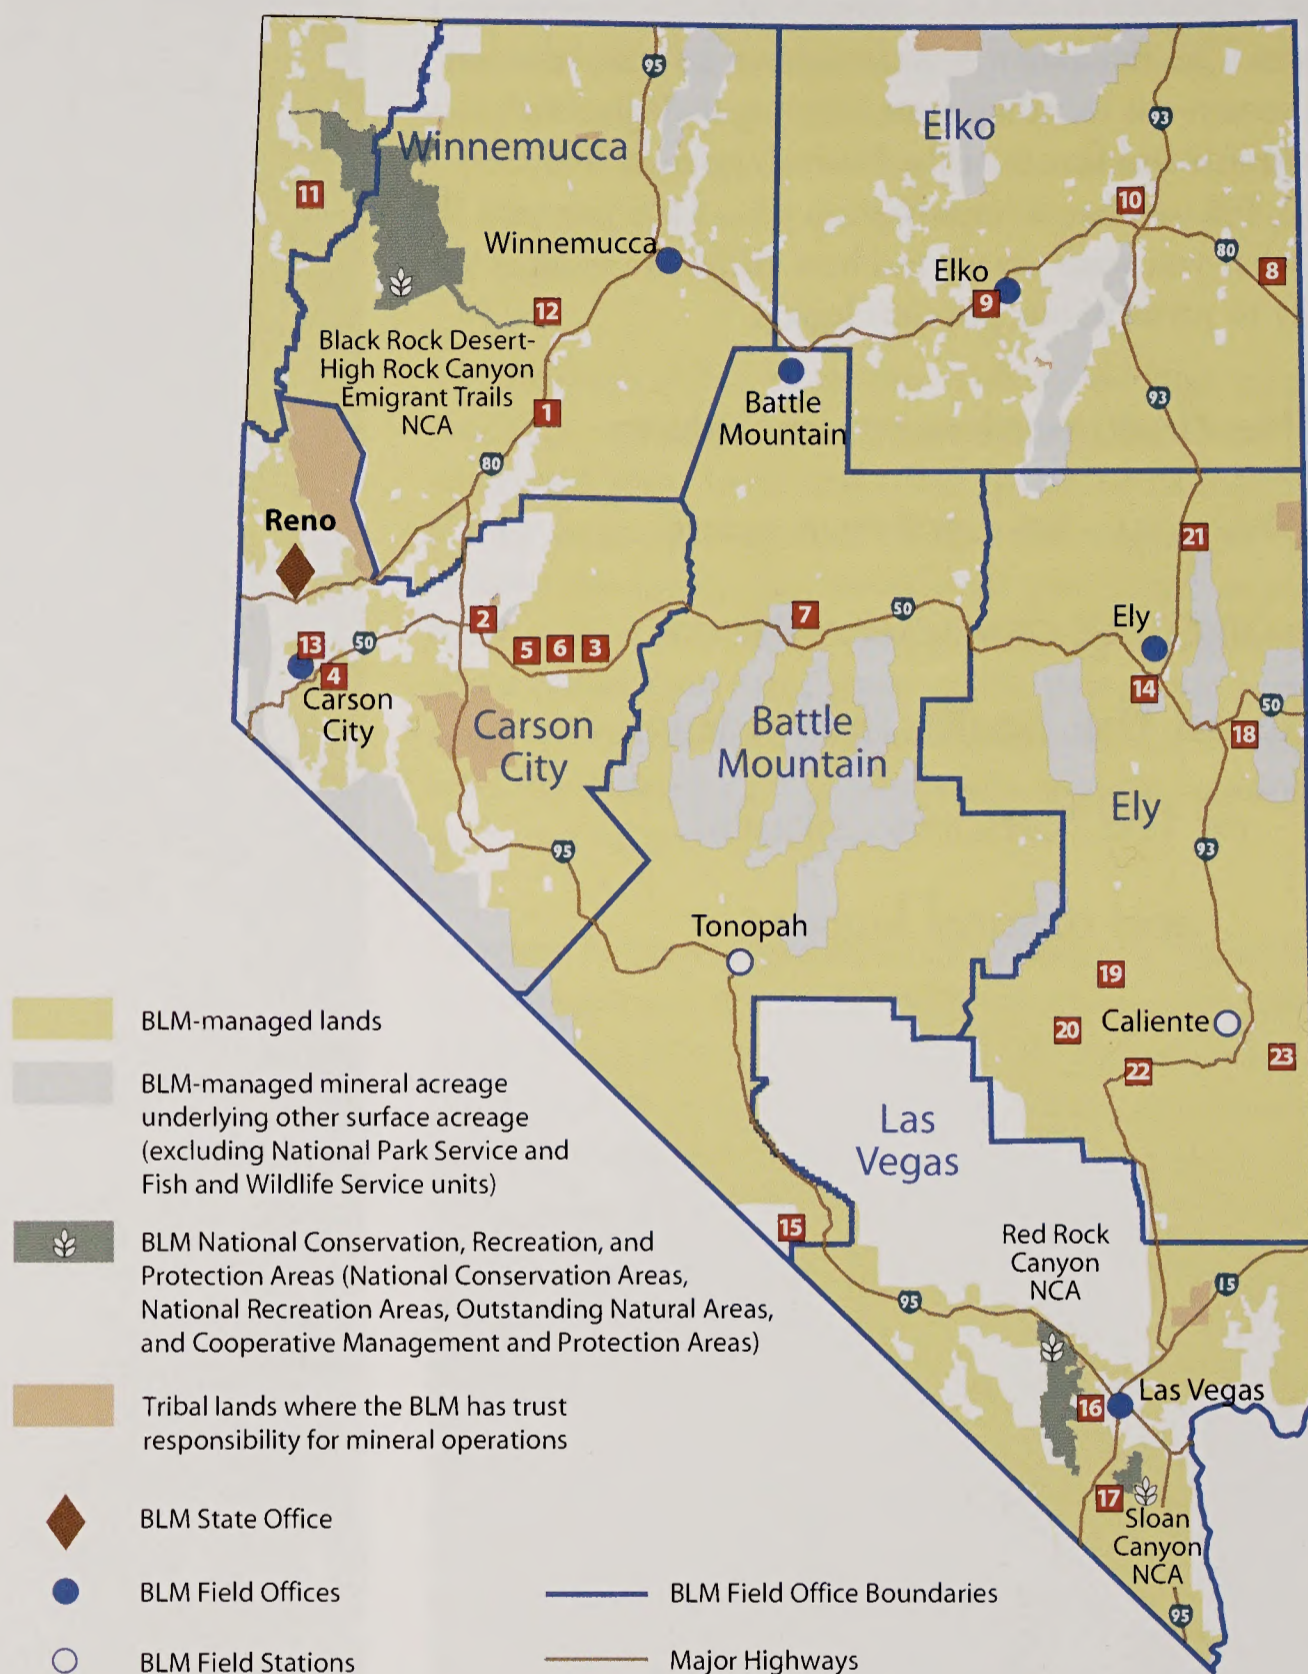 95
Elko
93
Winnemucca
11
10
Winnemucca
80
8
Elko
9
12
Black Rock Desert-
High Rock Canyon
Emigrant Trails
NCA
1
93
Battle
Mountain
80
Reno
21
2
7
50
Ely
13
50
5
6
3
4
14
Carson
City
50
18
Carson
City
Battle
Mountain
Ely
95
93
Tonopah
19
20
Caliente
23
22
Las
Vegas
15
Red Rock
Canyon
NCA
15
95
16
Las Vegas
17
Sloan
Canyon
NCA
95
BLM-managed lands
BLM-managed mineral acreage
underlying other surface acreage
(excluding National Park Service and
Fish and Wildlife Service units)
BLM National Conservation, Recreation, and
Protection Areas (National Conservation Areas,
National Recreation Areas, Outstanding Natural Areas,
and Cooperative Management and Protection Areas)
Tribal lands where the BLM has trust
responsibility for mineral operations
BLM State Office
BLM Field Offices
BLM Field Stations
BLM Field Office Boundaries
Major Highways